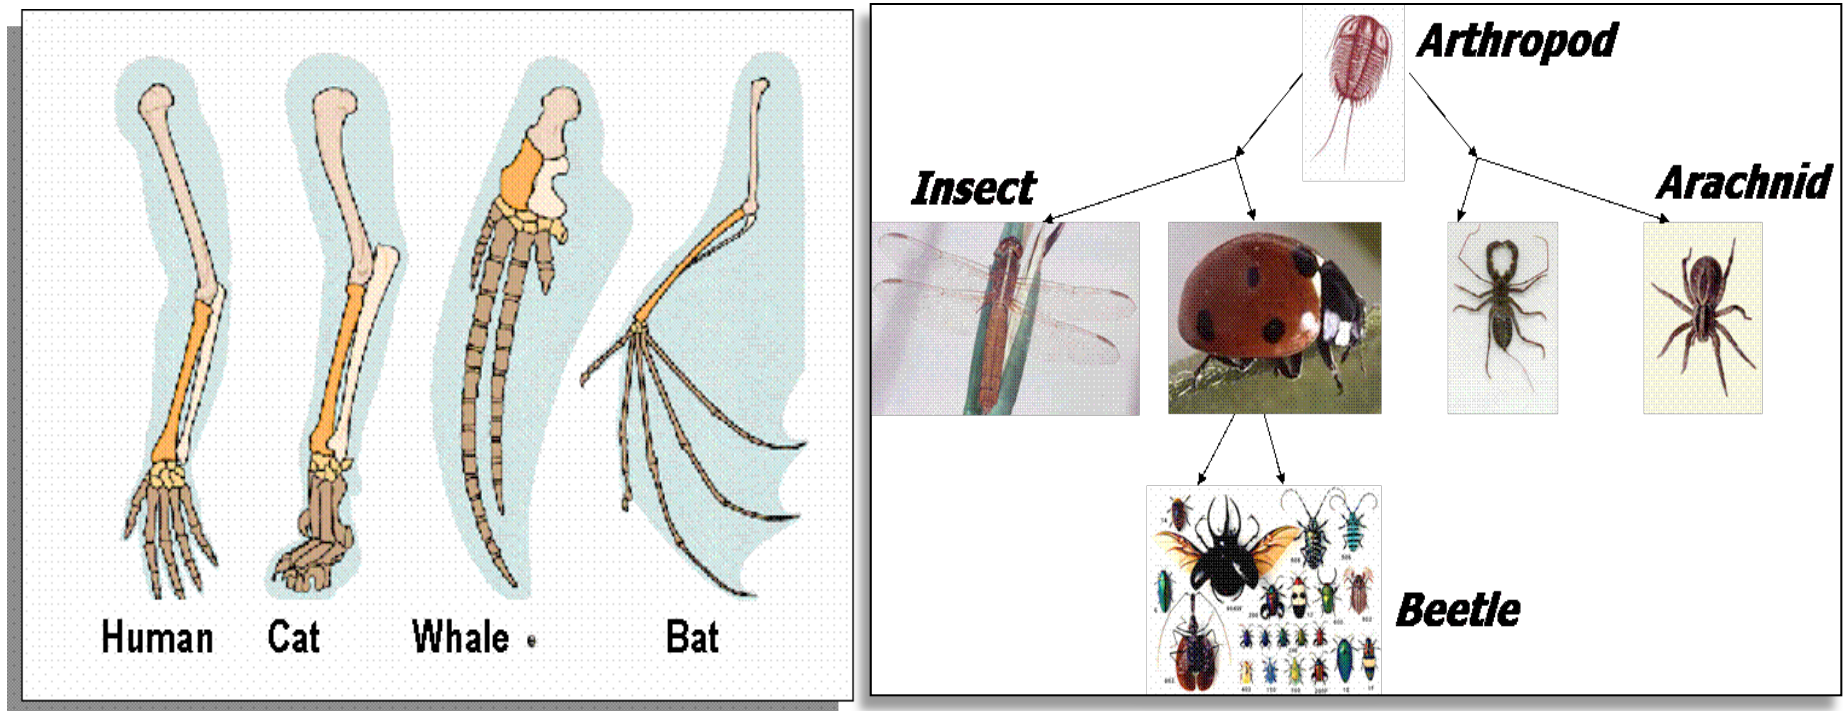 Human Cat Whale Bat
Arthropod
Insect
Arachnid
Beetle